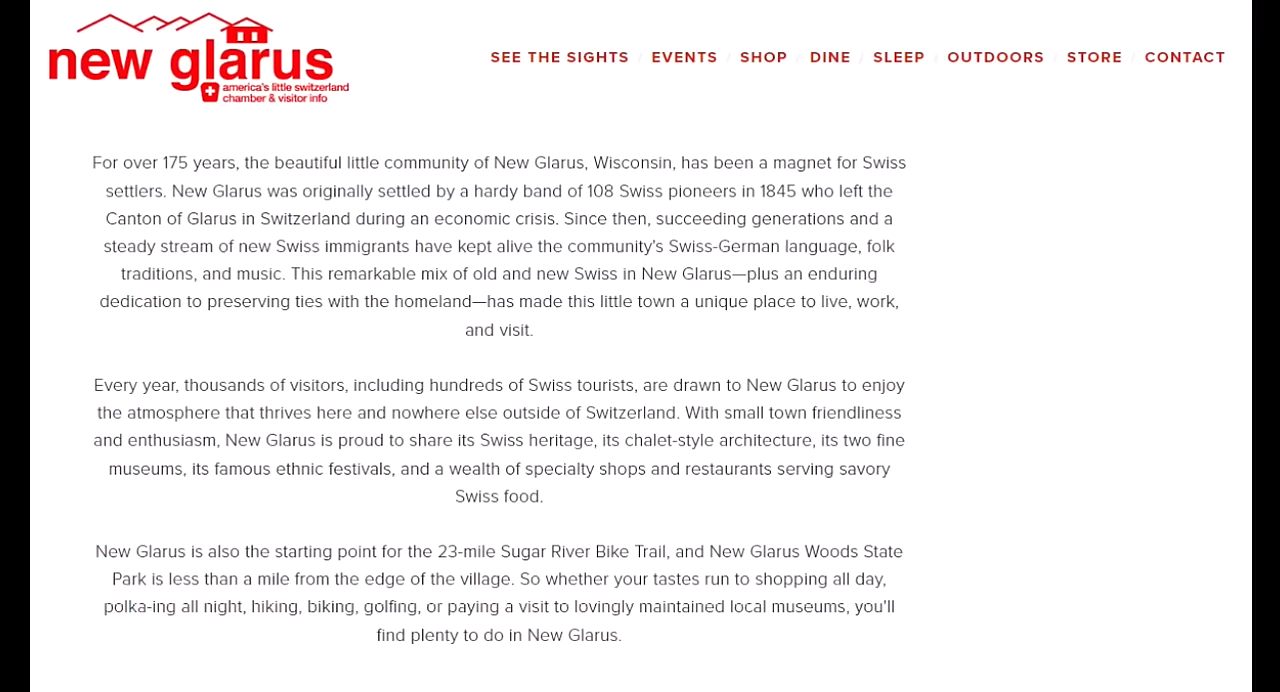 new glarus
america's little switzerland
chamber & visitor info
SEE THE SIGHTS / EVENTS / SHOP / DINE / SLEEP / OUTDOORS / STORE / CONTACT
For over 175 years, the beautiful little community of New Glarus, Wisconsin, has been a magnet for Swiss
settlers. New Glarus was originally settled by a hardy band of 108 Swiss pioneers in 1845 who left the
Canton of Glarus in Switzerland during an economic crisis. Since then, succeeding generations and a
steady stream of new Swiss immigrants have kept alive the community's Swiss-German language, folk
traditions, and music. This remarkable mix of old and new Swiss in New Glarus—plus an enduring
dedication to preserving ties with the homeland—has made this little town a unique place to live, work,
and visit.
Every year, thousands of visitors, including hundreds of Swiss tourists, are drawn to New Glarus to enjoy
the atmosphere that thrives here and nowhere else outside of Switzerland. With small town friendliness
and enthusiasm, New Glarus is proud to share its Swiss heritage, its chalet-style architecture, its two fine
museums, its famous ethnic festivals, and a wealth of specialty shops and restaurants serving savory
Swiss food.
New Glarus is also the starting point for the 23-mile Sugar River Bike Trail, and New Glarus Woods State
Park is less than a mile from the edge of the village. So whether your tastes run to shopping all day,
polka-ing all night, hiking, biking, golfing, or paying a visit to lovingly maintained local museums, you'll
find plenty to do in New Glarus.